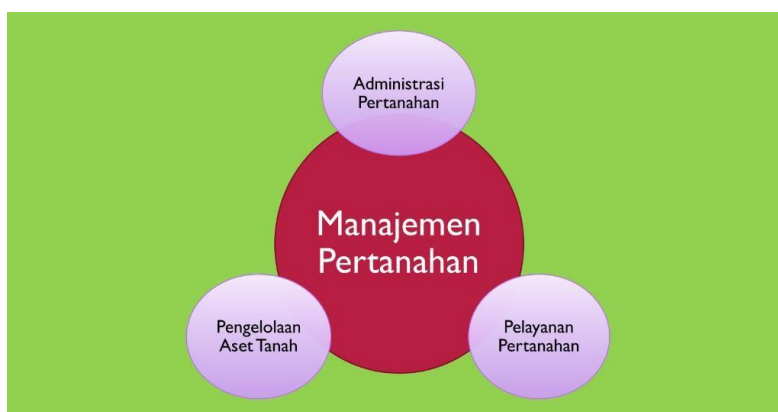 Administrasi
Pertanahan
Manajemen
Pertanahan
Pengelolaan
Aset Tanah
Pelayanan
Pertanahan